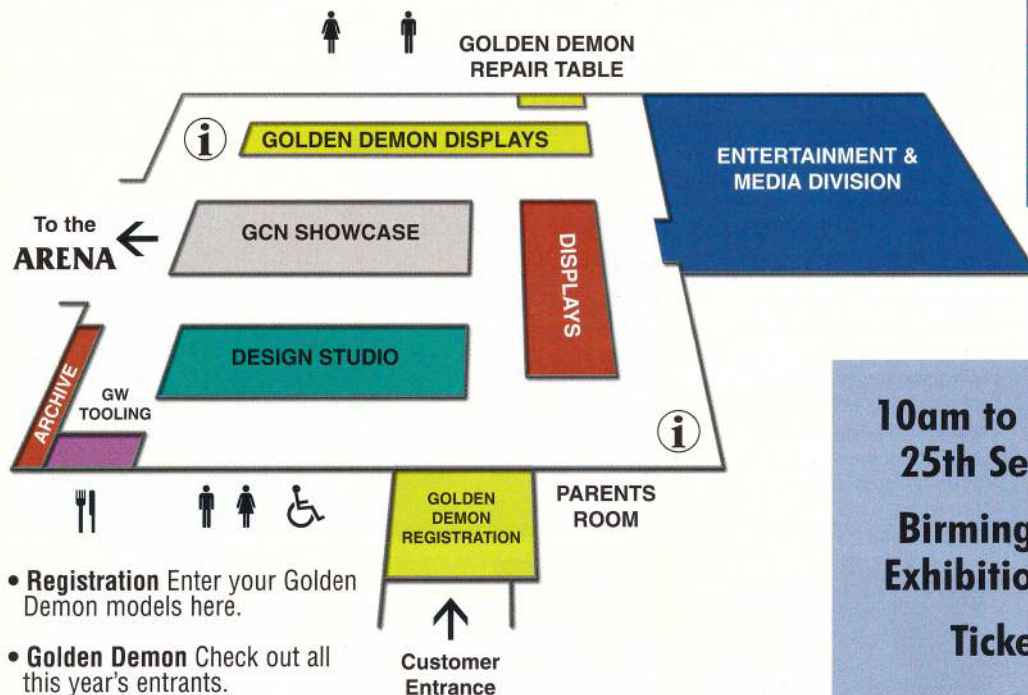 GOLDEN DEMON
REPAIR TABLE
GOLDEN DEMON DISPLAYS
ENTERTAINMENT &
MEDIA DIVISION
To the
ARENA
GCN SHOWCASE
DISPLAYS
DESIGN STUDIO
ARCHIVE
GW
TOOLING
GOLDEN
DEMON
REGISTRATION
PARENTS
ROOM
Customer
Entrance
• Registration Enter your Golden
Demon models here.
• Golden Demon Check out all
this year's entrants.
10am to
25th Se
Birming
Exhibitio
Ticke